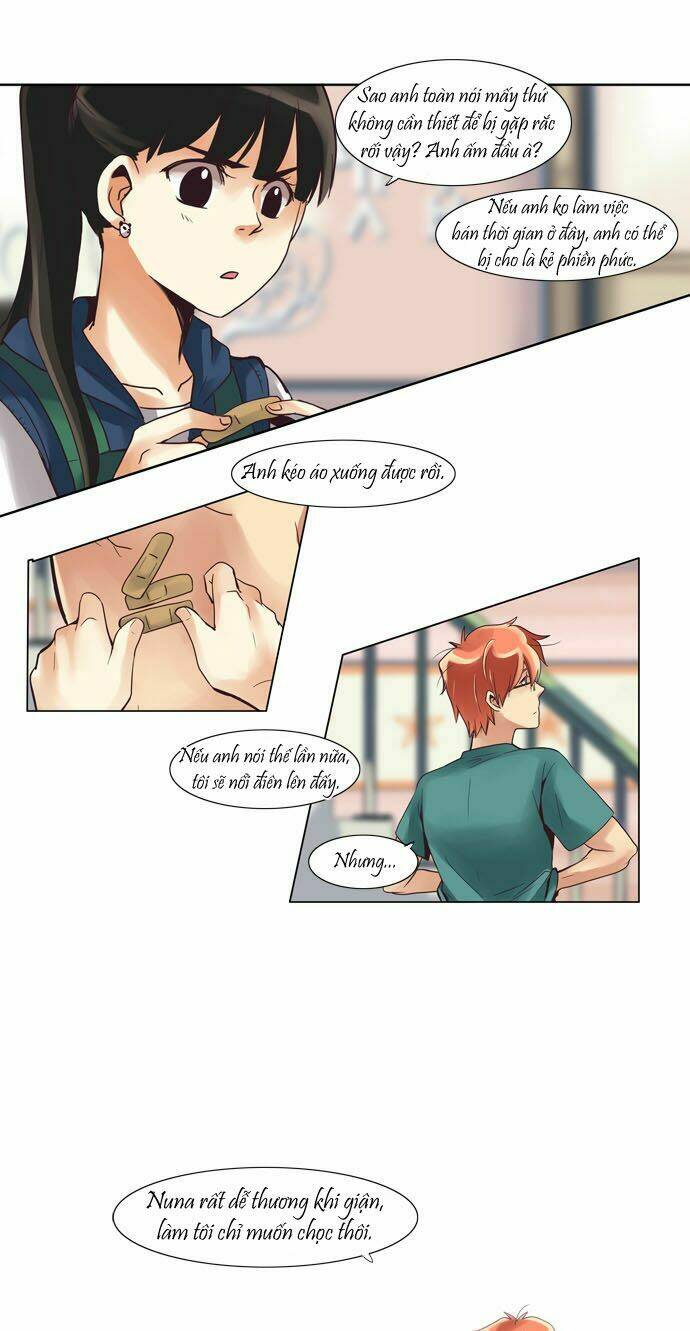 Sao anh toàn nói mấy thứ
không cần thiết để bị gặp rắc
rối vậy? Anh ấm đầu à?
Nếu anh ko làm việc
bán thời gian ở đây, anh có thể
bị cho là kẻ phiền phức.
Anh kéo áo xuống được rồi.
Nếu anh nói thế lần nữa,
tôi sẽ nổi điên lên đấy.
Nhưng...
Nuna rất dễ thương khi giận,
làm tôi chỉ muốn chọc thôi.